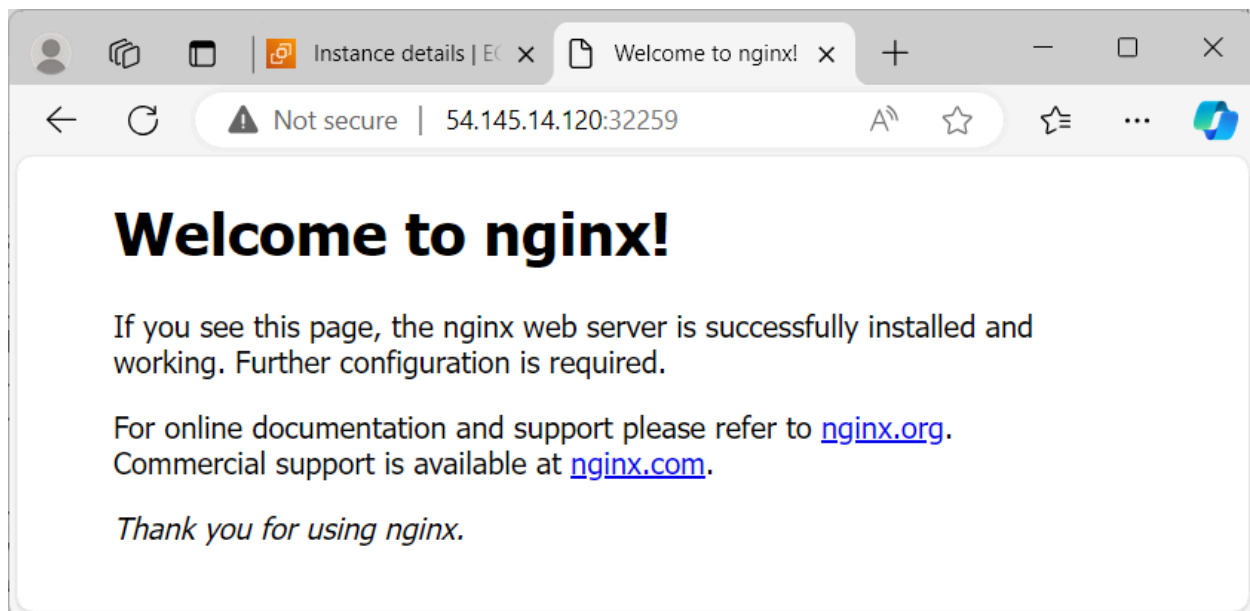 Instance details | EC
Welcome to nginx!
Not secure | 54.145.14.120:32259
Welcome to nginx!
If you see this page, the nginx web server is successfully installed and
working. Further configuration is required.
For online documentation and support please refer to nginx.org.
Commercial support is available at nginx.com.
Thank you for using nginx.